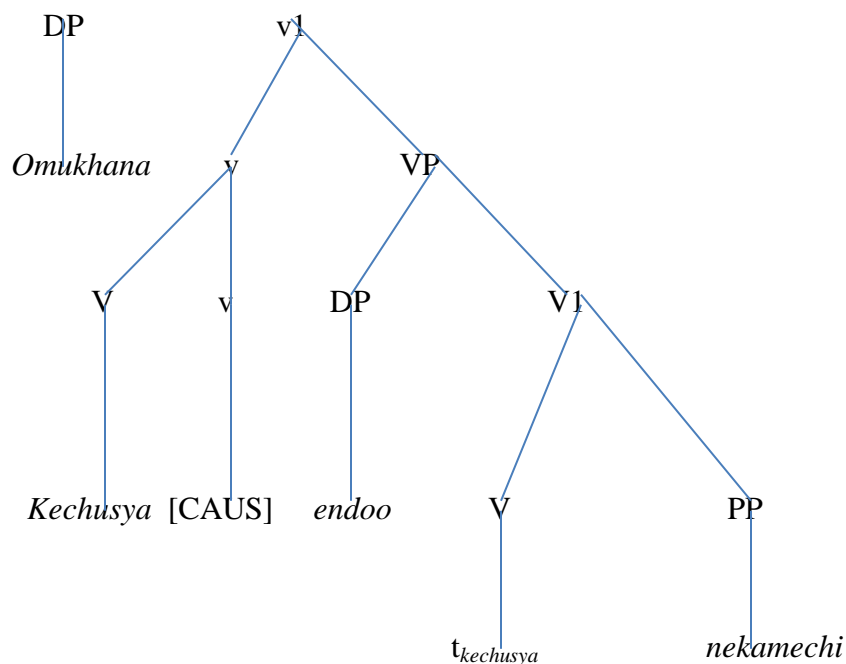 DP v1
Omukhana v VP
V v DP V1
Kechusya [CAUS] endoo V PP
tkechusya nekamechi